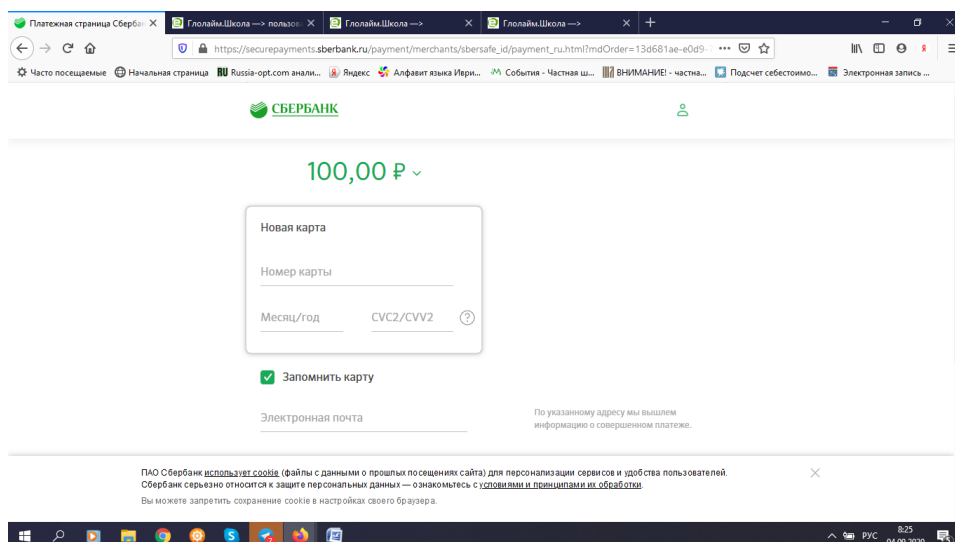 Платежная страница Сбербан
Глолайм.Школа —> пользов
Глолайм.Школа —>
Глолайм.Школа —>
https://securepayments.sberbank.ru/payment/merchants/sbersafe_id/payment_ru.html?mdOrder=13d681ae-e0d9-
Часто посещаемые
Начальная страница
RU Russia-opt.com анали...
Яндекс
Алфавит языка Иври...
События - Частная ш...
ВНИМАНИЕ! - частна...
Подсчет себестоимо...
Электронная запись ...
СБЕРБАНК
100,00 ₽
Новая карта
Номер карты
Месяц/год
CVC2/CVV2
?
Запомнить карту
Электронная почта
По указанному адресу мы вышлем
информацию о совершенном платеже.
ПАО Сбербанк использует cookie (файлы с данными о прошлых посещениях сайта) для персонализации сервисов и удобства пользователей.
Сбербанк серьезно относится к защите персональных данных — ознакомьтесь с условиями и принципами их обработки.
Вы можете запретить сохранение cookie в настройках своего браузера.
РУС
8:25
04.09.2020